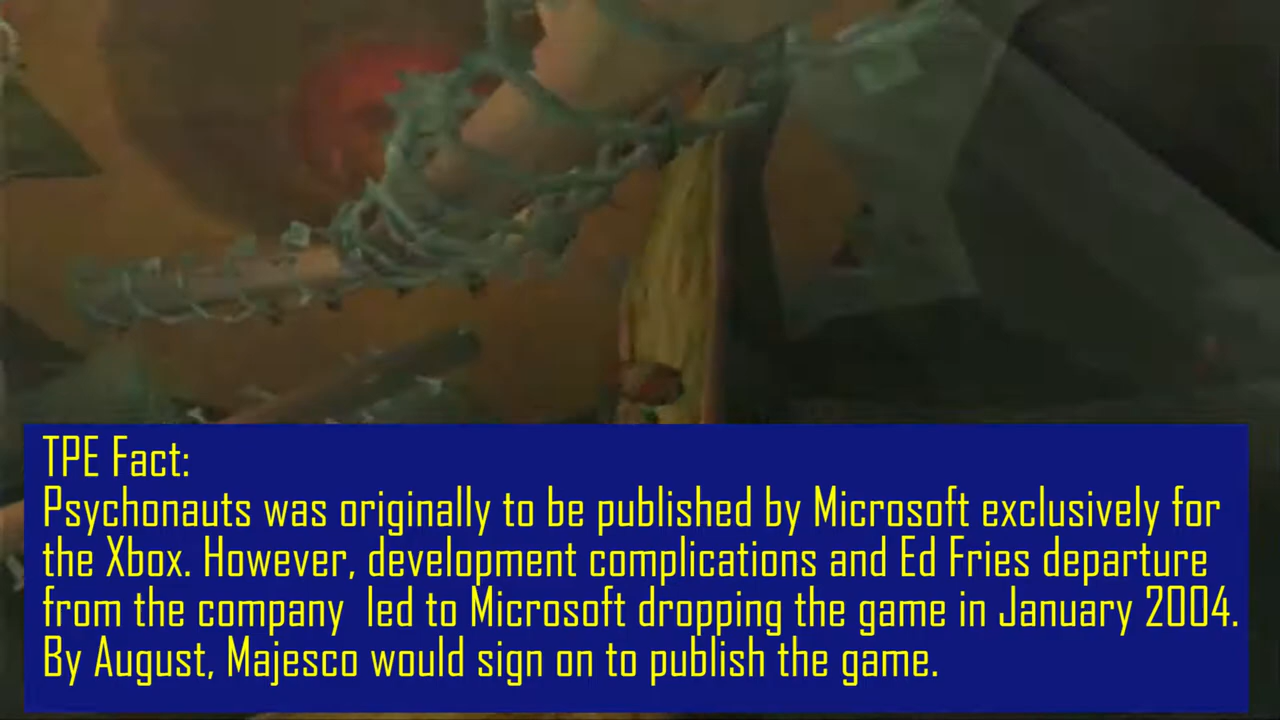 TPE Fact:
Psychonauts was originally to be published by Microsoft exclusively for
the Xbox. However, development complications and Ed Fries departure
from the company  led to Microsoft dropping the game in January 2004.
By August, Majesco would sign on to publish the game.